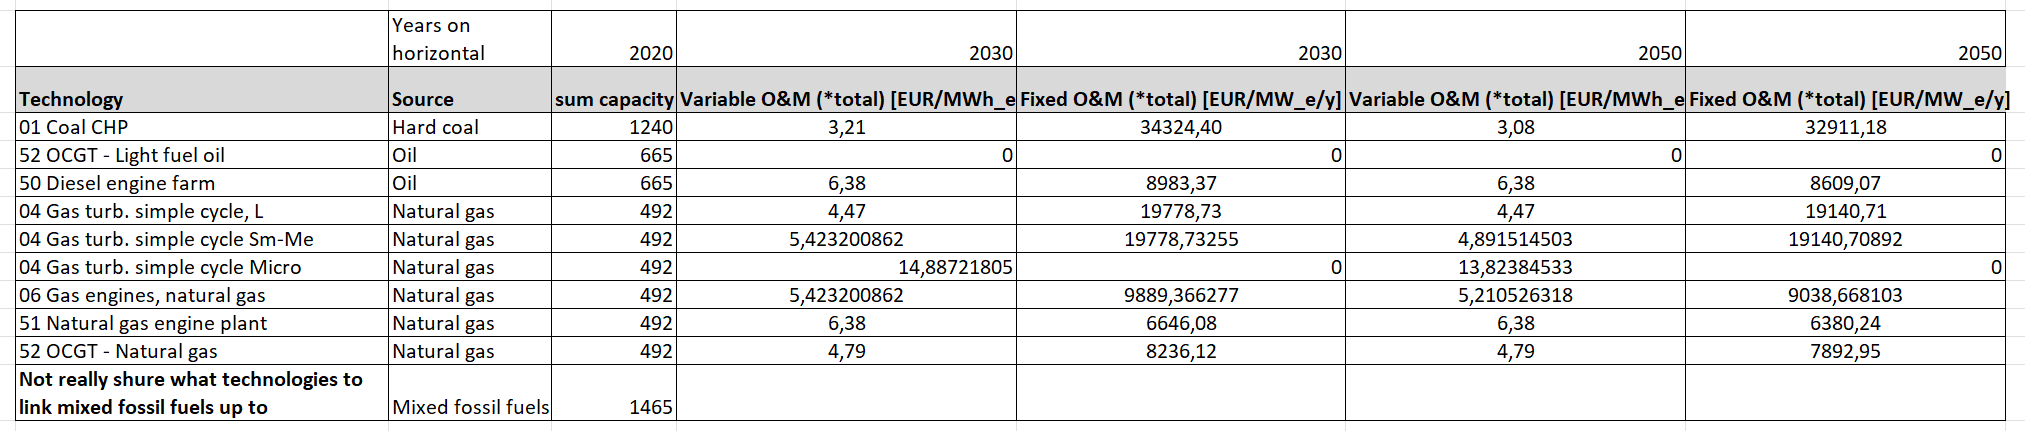 Years on
horizontal 2020 2030 2030 2050 2050
Technology Source sum capacity Variable O&M (*total) [EUR/MWh_e Fixed O&M (*total) [EUR/MW_e/y] Variable O&M (*total) [EUR/MWh_e Fixed O&M (*total) [EUR/MW_e/y]
01 Coal CHP Hard coal 1240 3,21 34324,40 3,08 32911,18
52 OCGT - Light fuel oil Oil 665 0 0 0 0
50 Diesel engine farm Oil 665 6,38 8983,37 6,38 8609,07
04 Gas turb. simple cycle, L Natural gas 492 4,47 19778,73 4,47 19140,71
04 Gas turb. simple cycle Sm-Me Natural gas 492 5,423200862 19778,73255 4,891514503 19140,70892
04 Gas turb. simple cycle Micro Natural gas 492 14,88721805 0 13,82384533 0
06 Gas engines, natural gas Natural gas 492 5,423200862 9889,366277 5,210526318 9038,668103
51 Natural gas engine plant Natural gas 492 6,38 6646,08 6,38 6380,24
52 OCGT - Natural gas Natural gas 492 4,79 8236,12 4,79 7892,95
Not really shure what technologies to
link mixed fossil fuels up to Mixed fossil fuels 1465